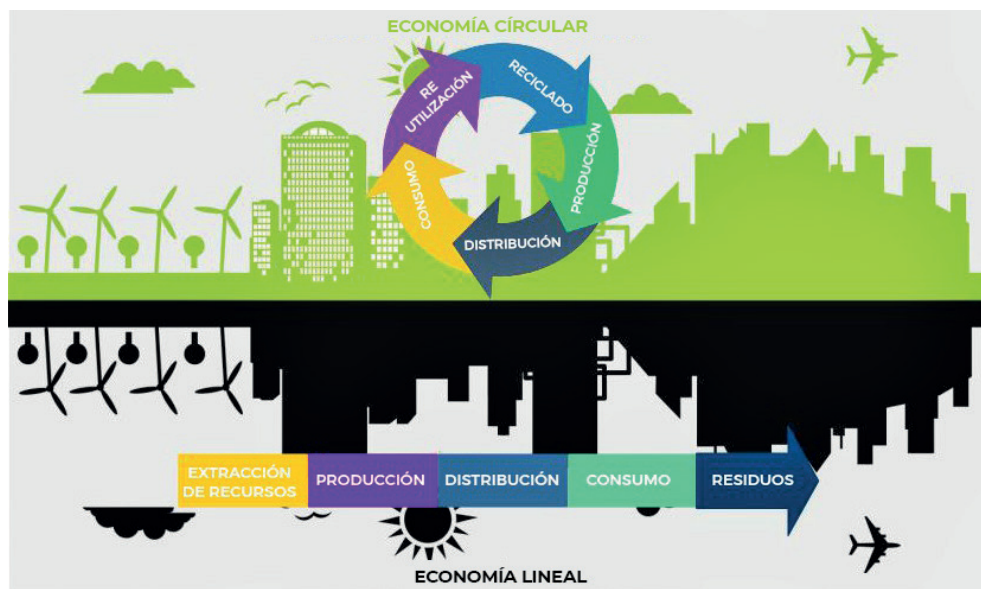 ECONOMÍA CÍRCULAR
RE
UTILIZACIÓN
RECICLADO
PRODUCCIÓN
DISTRIBUCIÓN
CONSUMO
EXTRACCIÓN
DE RECURSOS
PRODUCCIÓN
DISTRIBUCIÓN
CONSUMO
RESIDUOS
ECONOMÍA LINEAL